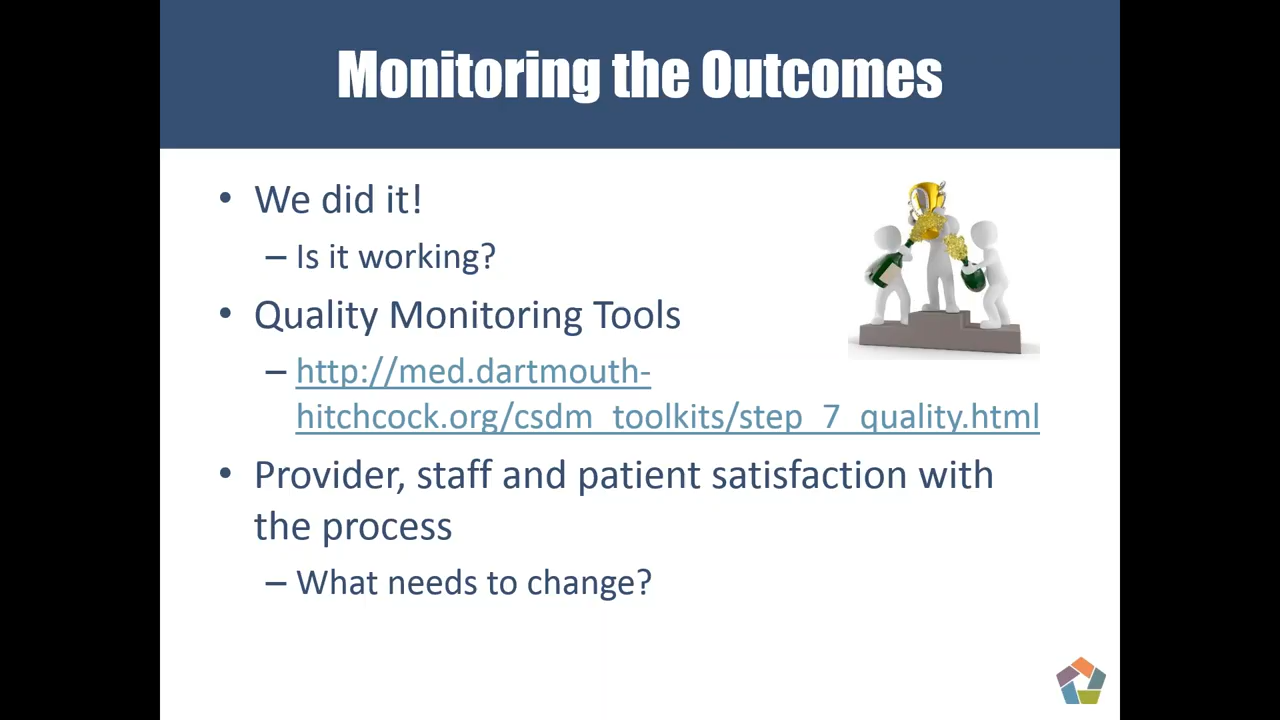 Monitoring the Outcomes
• We did it!
– Is it working?
• Quality Monitoring Tools
– http://med.dartmouth-
hitchcock.org/csdm_toolkits/step_7_quality.html
• Provider, staff and patient satisfaction with
the process
– What needs to change?